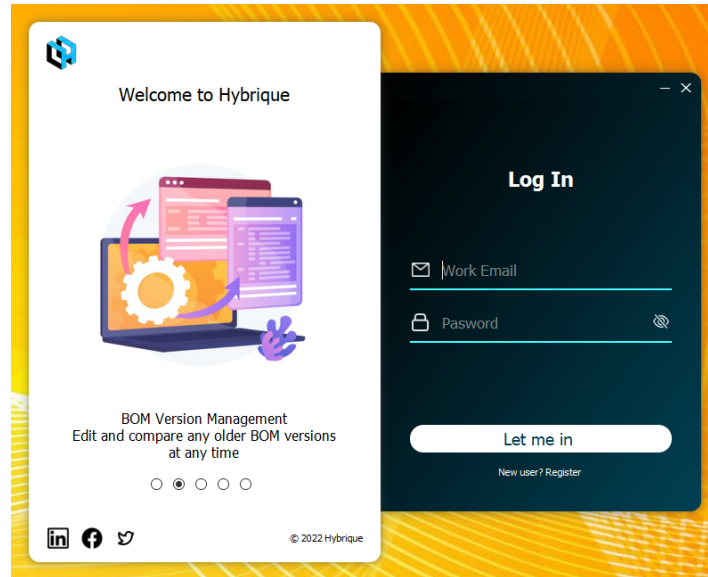 Welcome to Hybrique
BOM Version Management
Edit and compare any older BOM versions
at any time
© 2022 Hybrique
Log In
Work Email
Pasword
Let me in
New user? Register